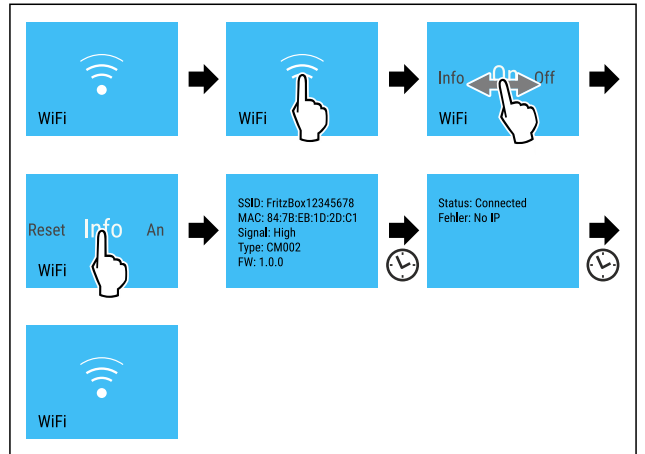 WiFi
WiFi
Info On Off
WiFi
Reset Info An
WiFi
SSID: FritzBox12345678
MAC: 84:7B:EB:1D:2D:C1
Signal: High
Type: CM002
FW: 1.0.0
Status: Connected
Fehler: No IP
WiFi